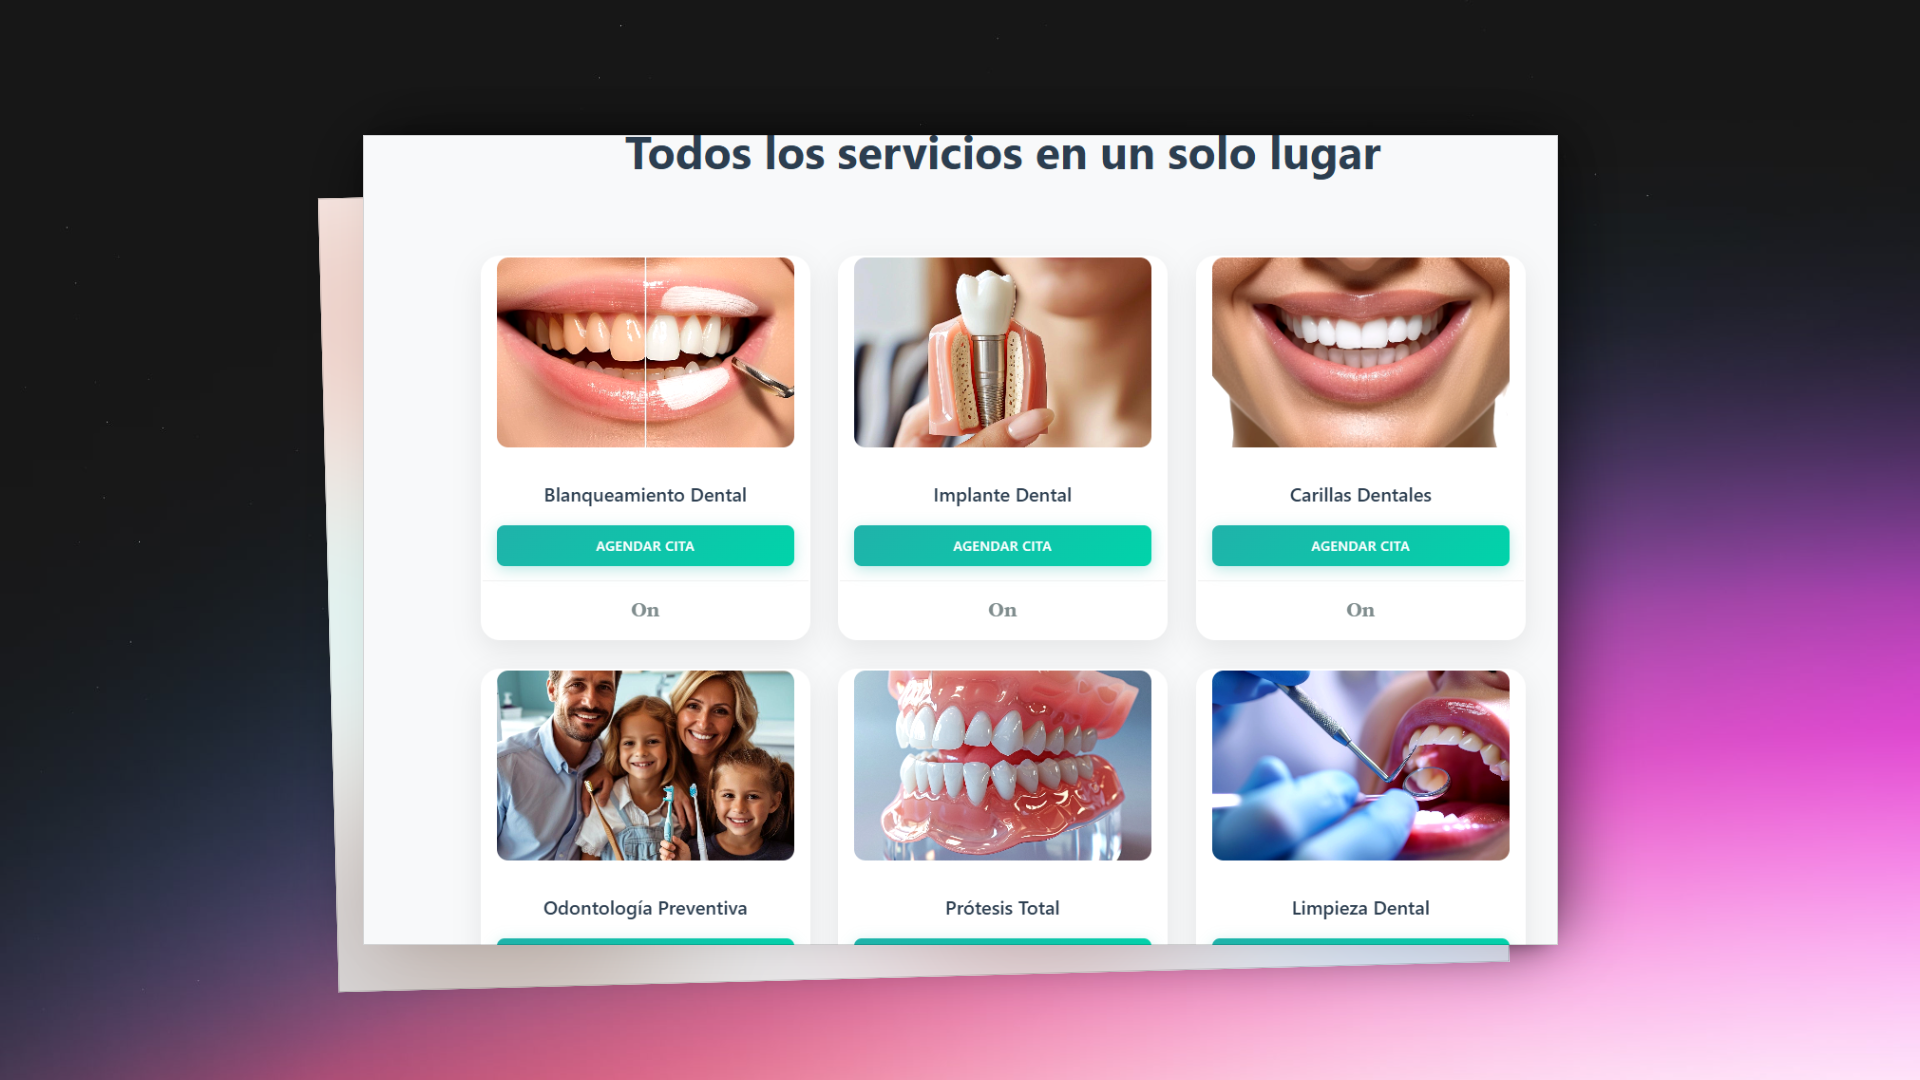 Todos los servicios en un solo lugar
Blanqueamiento Dental
Implante Dental
Carillas Dentales
AGENDAR CITA
AGENDAR CITA
AGENDAR CITA
On
On
On
Odontología Preventiva
Prótesis Total
Limpieza Dental